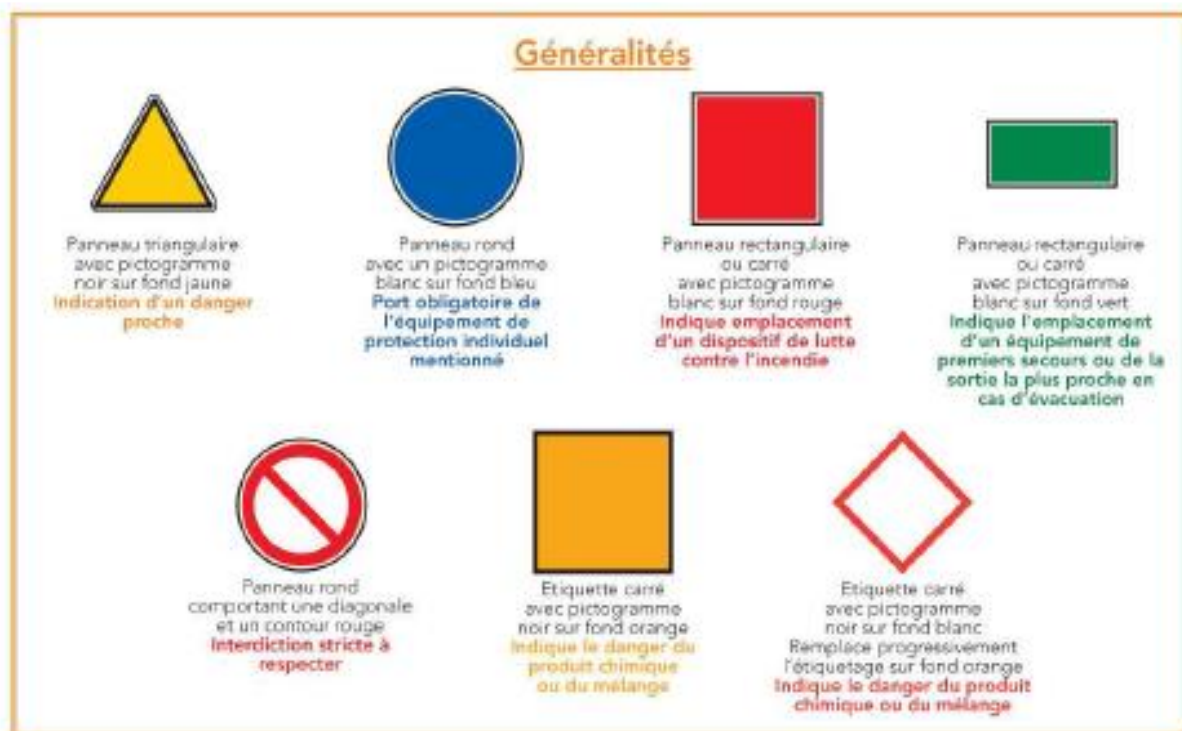 Généralités
Panneau triangulaire
avec pictogramme
noir sur fond jaune
Indication d'un danger
proche
Panneau rond
avec un pictogramme
blanc sur fond bleu
Port obligatoire de
l'équipement de
protection individuel
mentionné
Panneau rectangulaire
ou carré
avec pictogramme
blanc sur fond rouge
Indique emplacement
d'un dispositif de lutte
contre l'incendie
Panneau rectangulaire
ou carré
avec pictogramme
blanc sur fond vert
Indique l'emplacement
d'un équipement de
premiers secours ou de la
sortie la plus proche en
cas d'évacuation
Panneau rond
comportant une diagonale
et un contour rouge
Interdiction stricte à
respecter
Etiquette carré
avec pictogramme
noir sur fond orange
Indique le danger du
produit chimique
ou du mélange
Etiquette carré
avec pictogramme
noir sur fond blanc
Remplace progressivement
l'étiquetage sur fond orange
Indique le danger du produit
chimique ou du mélange